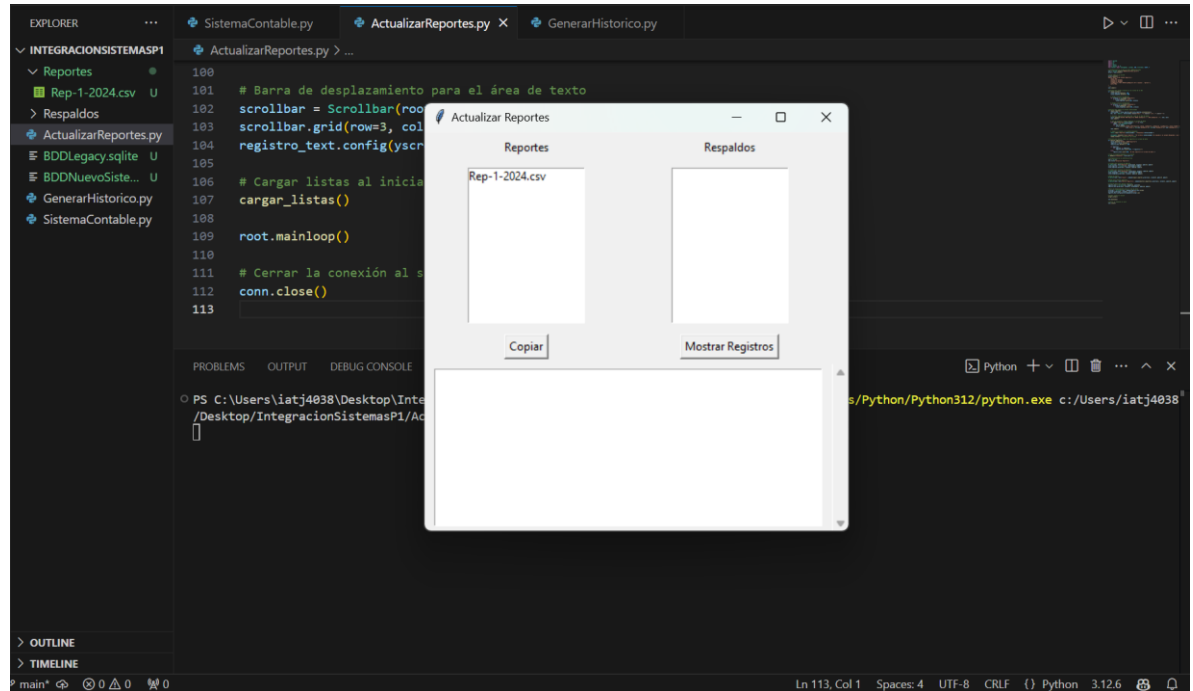 EXPLORER ...
INTEGRACIONSISTEMASP1
Reportes
Rep-1-2024.csv U
Respaldos
ActualizarReportes.py
BDDLegacy.sqlite U
BDDNuevoSiste... U
GenerarHistorico.py
SistemaContable.py
OUTLINE
TIMELINE
SistemaContable.py ActualizarReportes.py GenerarHistorico.py
ActualizarReportes.py > ...
100
101 # Barra de desplazamiento para el área de texto
102 scrollbar = Scrollbar(roo
103 scrollbar.grid(row=3, col
104 registro_text.config(yscr
105
106 # Cargar listas al inicia
107 cargar_listas()
108
109 root.mainloop()
110
111 # Cerrar la conexión al s
112 conn.close()
113
Actualizar Reportes
Reportes Respaldos
Rep-1-2024.csv
Copiar Mostrar Registros
PROBLEMS OUTPUT DEBUG CONSOLE Python
PS C:\Users\iatj4038\Desktop\Inte s/Python/Python312/python.exe c:/Users/iatj4038
/Desktop/IntegracionSistemasP1/Ac
main* 0 0 0 Ln 113, Col 1 Spaces: 4 UTF-8 CRLF {} Python 3.12.6